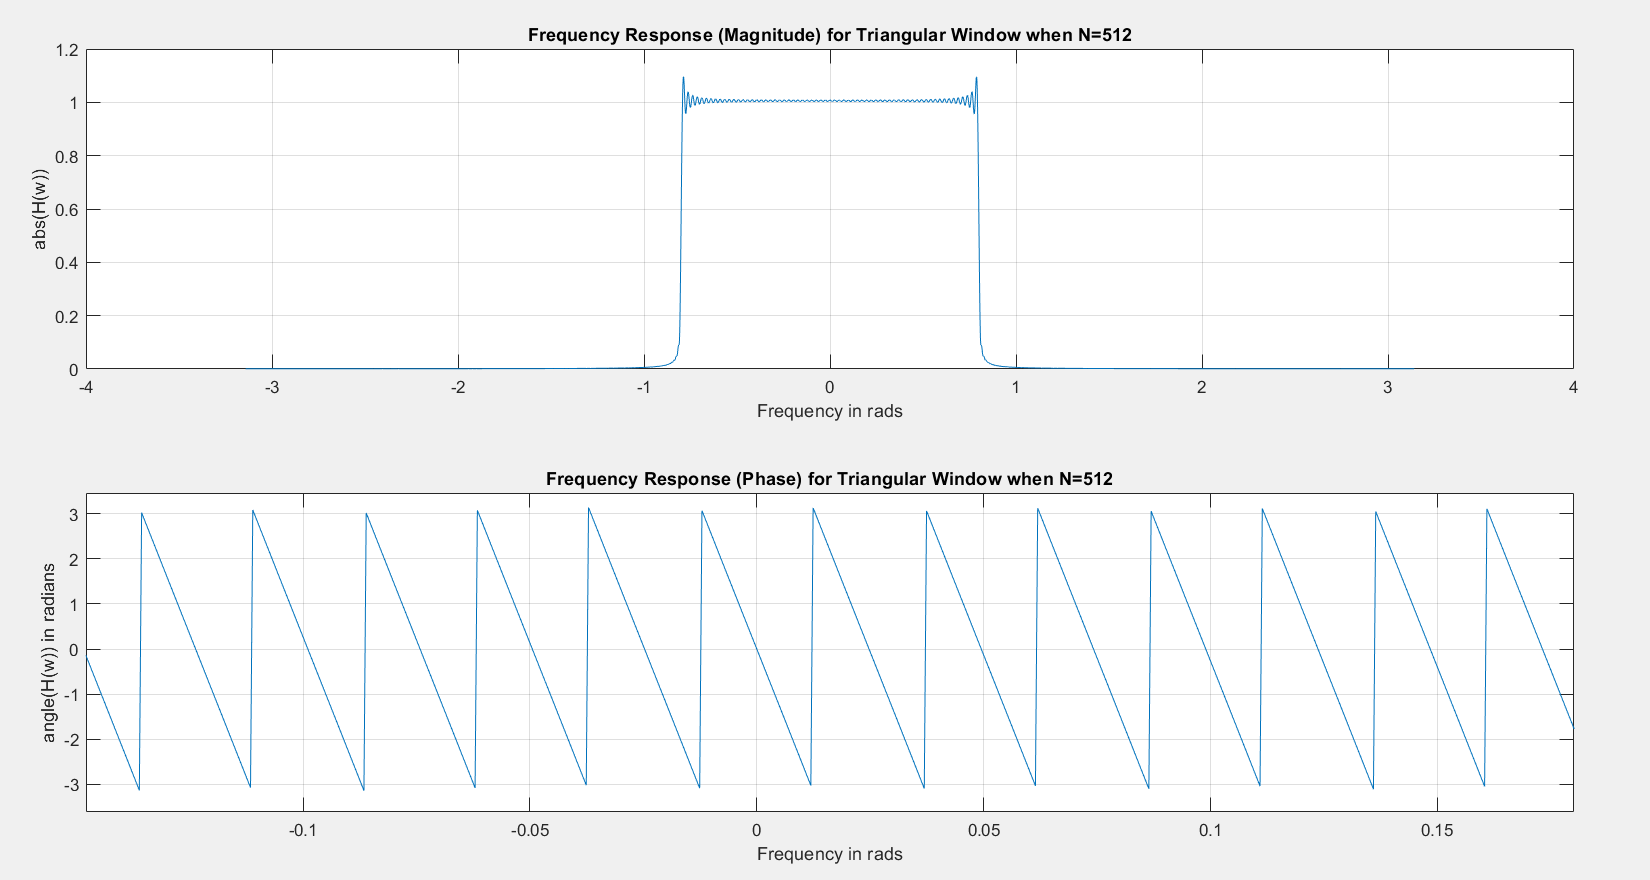 Frequency Response (Magnitude) for Triangular Window when N=512
1.2
1
0.8
0.6
0.4
0.2
0
abs(H(w))
-4 -3 -2 -1 0 1 2 3 4
Frequency in rads
Frequency Response (Phase) for Triangular Window when N=512
3
2
1
0
-1
-2
-3
angle(H(w)) in radians
-0.1 -0.05 0 0.05 0.1 0.15
Frequency in rads